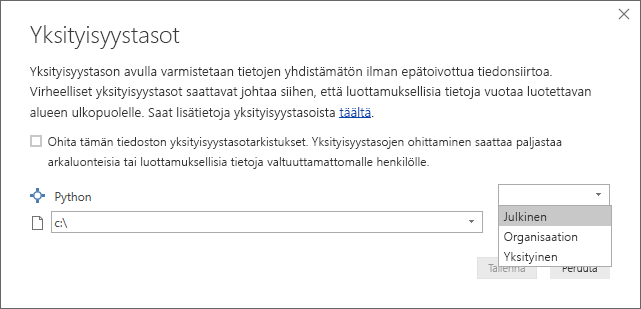 Yksityisyystasot
Yksityisyystason avulla varmistetaan tietojen yhdistämätön ilman epätoivottua tiedonsiirtoa.
Virheelliset yksityisyystasot saattavat johtaa siihen, että luottamuksellisia tietoja vuotaa luotettavan
alueen ulkopuolelle. Saat lisätietoja yksityisyystasoista täältä.
Ohita tämän tiedoston yksityisyystasotarkistukset. Yksityisyystasojen ohittaminen saattaa paljastaa
arkaluonteisia tai luottamuksellisia tietoja valtuuttamattomalle henkilölle.
Python
c:\
Julkinen
Organisaation
Yksityinen
Tallenna
Peruuta